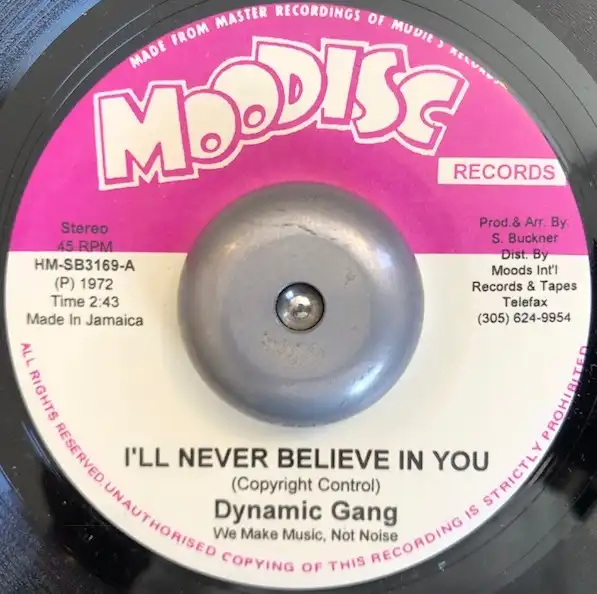 MADE FROM MASTER RECORDINGS OF MUDIE'S RECORDS
MOODISC
RECORDS
Stereo
45 RPM
HM-SB3169-A
(P) 1972
Time 2:43
Made In Jamaica
Prod.& Arr. By
S. Buckner
Dist. By
Moods Int'l
Records & Tapes
Telefax
(305) 624-9954
I'LL NEVER BELIEVE IN YOU
(Copyright Control)
Dynamic Gang
We Make Music, Not Noise
ALL RIGHTS RESERVED. UNAUTHORISED COPYING OF THIS RECORDING IS STRICTLY PROHIBITED